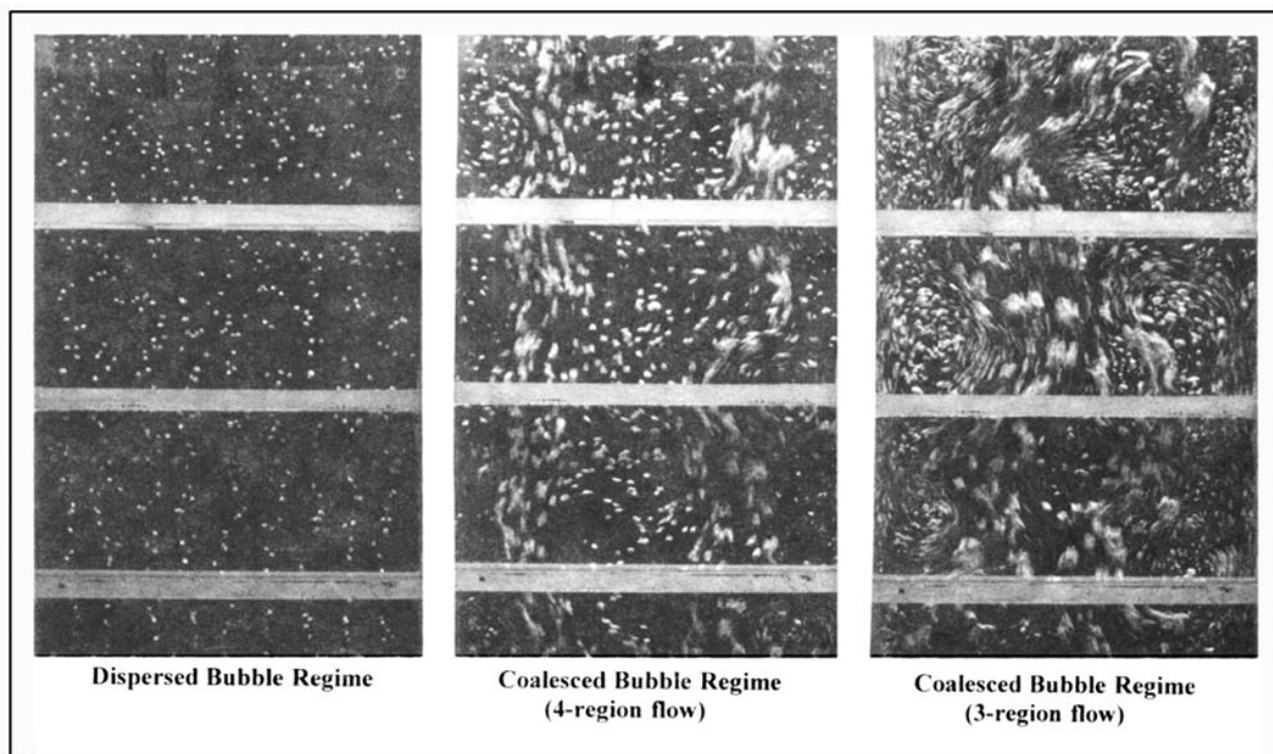 Dispersed Bubble Regime
Coalesced Bubble Regime
(4-region flow)
Coalesced Bubble Regime
(3-region flow)